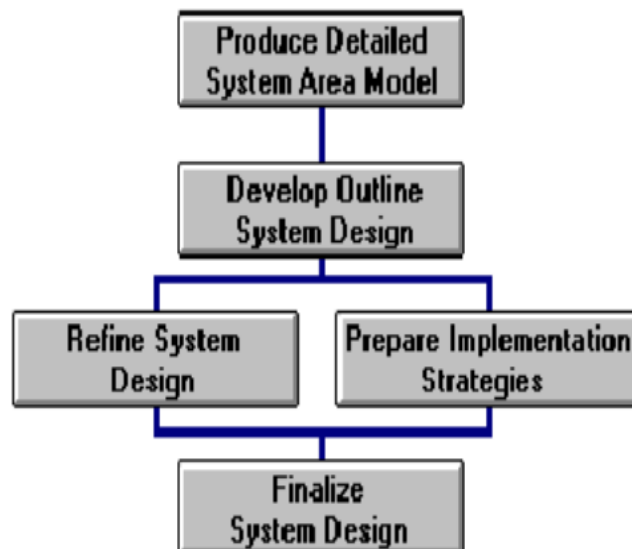 Produce Detailed
System Area Model
Develop Outline
System Design
Refine System
Design
Prepare Implementation
Strategies
Finalize
System Design